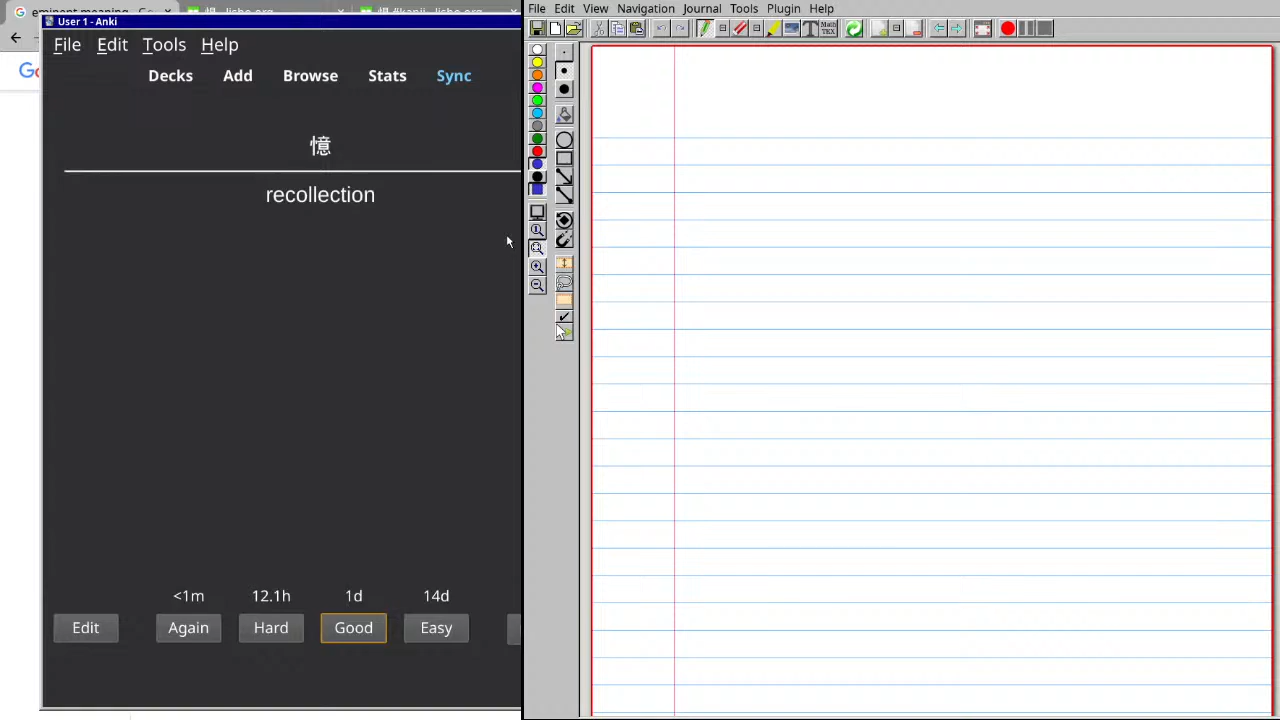 User 1 - Anki
File Edit Tools Help
Decks Add Browse Stats Sync
憶
recollection
<1m 12.1h 1d 14d
Edit Again Hard Good Easy
File Edit View Navigation Journal Tools Plugin Help